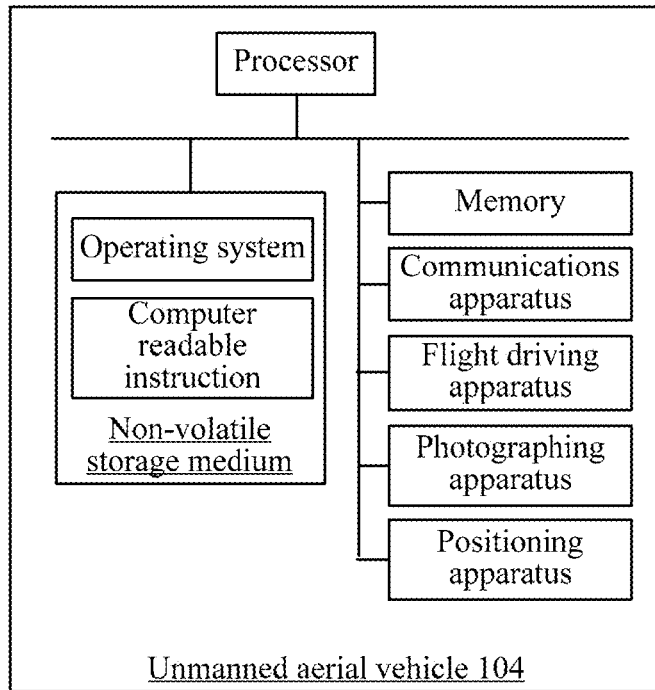 Processor
Operating system
Computer
readable
instruction
Non-volatile
storage medium
Memory
Communications
apparatus
Flight driving
apparatus
Photographing
apparatus
Positioning
apparatus
Unmanned aerial vehicle 104